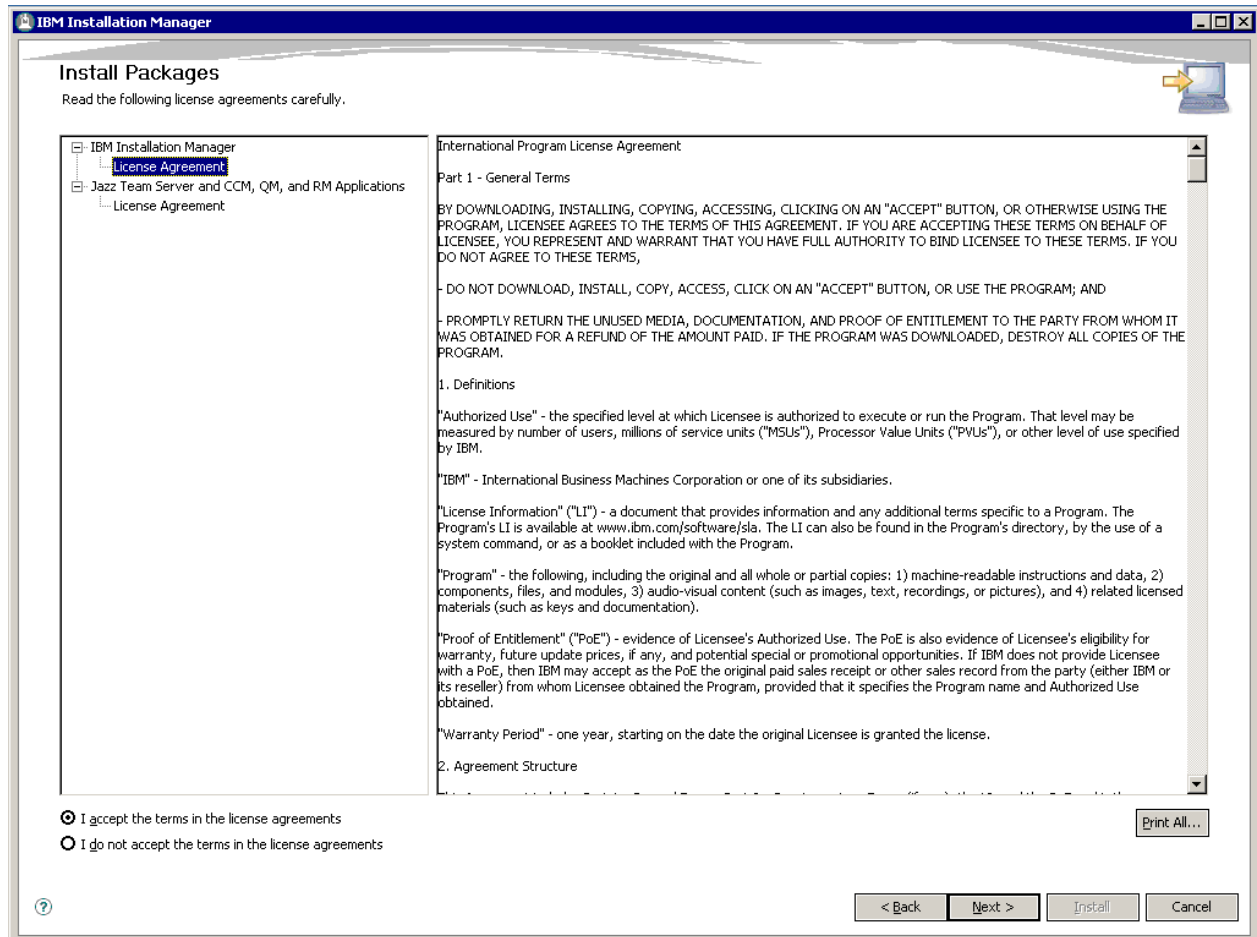 IBM Installation Manager
Install Packages
Read the following license agreements carefully.
IBM Installation Manager
License Agreement
Jazz Team Server and CCM, QM, and RM Applications
License Agreement
International Program License Agreement
Part 1 - General Terms
BY DOWNLOADING, INSTALLING, COPYING, ACCESSING, CLICKING ON AN "ACCEPT" BUTTON, OR OTHERWISE USING THE
PROGRAM, LICENSEE AGREES TO THE TERMS OF THIS AGREEMENT. IF YOU ARE ACCEPTING THESE TERMS ON BEHALF OF
LICENSEE, YOU REPRESENT AND WARRANT THAT YOU HAVE FULL AUTHORITY TO BIND LICENSEE TO THESE TERMS. IF YOU
DO NOT AGREE TO THESE TERMS,
- DO NOT DOWNLOAD, INSTALL, COPY, ACCESS, CLICK ON AN "ACCEPT" BUTTON, OR USE THE PROGRAM; AND
- PROMPTLY RETURN THE UNUSED MEDIA, DOCUMENTATION, AND PROOF OF ENTITLEMENT TO THE PARTY FROM WHOM IT
WAS OBTAINED FOR A REFUND OF THE AMOUNT PAID. IF THE PROGRAM WAS DOWNLOADED, DESTROY ALL COPIES OF THE
PROGRAM.
1. Definitions
"Authorized Use" - the specified level at which Licensee is authorized to execute or run the Program. That level may be
measured by number of users, millions of service units ("MSUs"), Processor Value Units ("PVUs"), or other level of use specified
by IBM.
"IBM" - International Business Machines Corporation or one of its subsidiaries.
"License Information" ("LI") - a document that provides information and any additional terms specific to a Program. The
Program's LI is available at www.ibm.com/software/sla. The LI can also be found in the Program's directory, by the use of a
system command, or as a booklet included with the Program.
"Program" - the following, including the original and all whole or partial copies: 1) machine-readable instructions and data, 2)
components, files, and modules, 3) audio-visual content (such as images, text, recordings, or pictures), and 4) related licensed
materials (such as keys and documentation).
"Proof of Entitlement" ("PoE") - evidence of Licensee's Authorized Use. The PoE is also evidence of Licensee's eligibility for
warranty, future update prices, if any, and potential special or promotional opportunities. If IBM does not provide Licensee
with a PoE, then IBM may accept as the PoE the original paid sales receipt or other sales record from the party (either IBM or
its reseller) from whom Licensee obtained the Program, provided that it specifies the Program name and Authorized Use
obtained.
"Warranty Period" - one year, starting on the date the original Licensee is granted the license.
2. Agreement Structure
I accept the terms in the license agreements
I do not accept the terms in the license agreements
Print All...
?
< Back
Next >
Install
Cancel